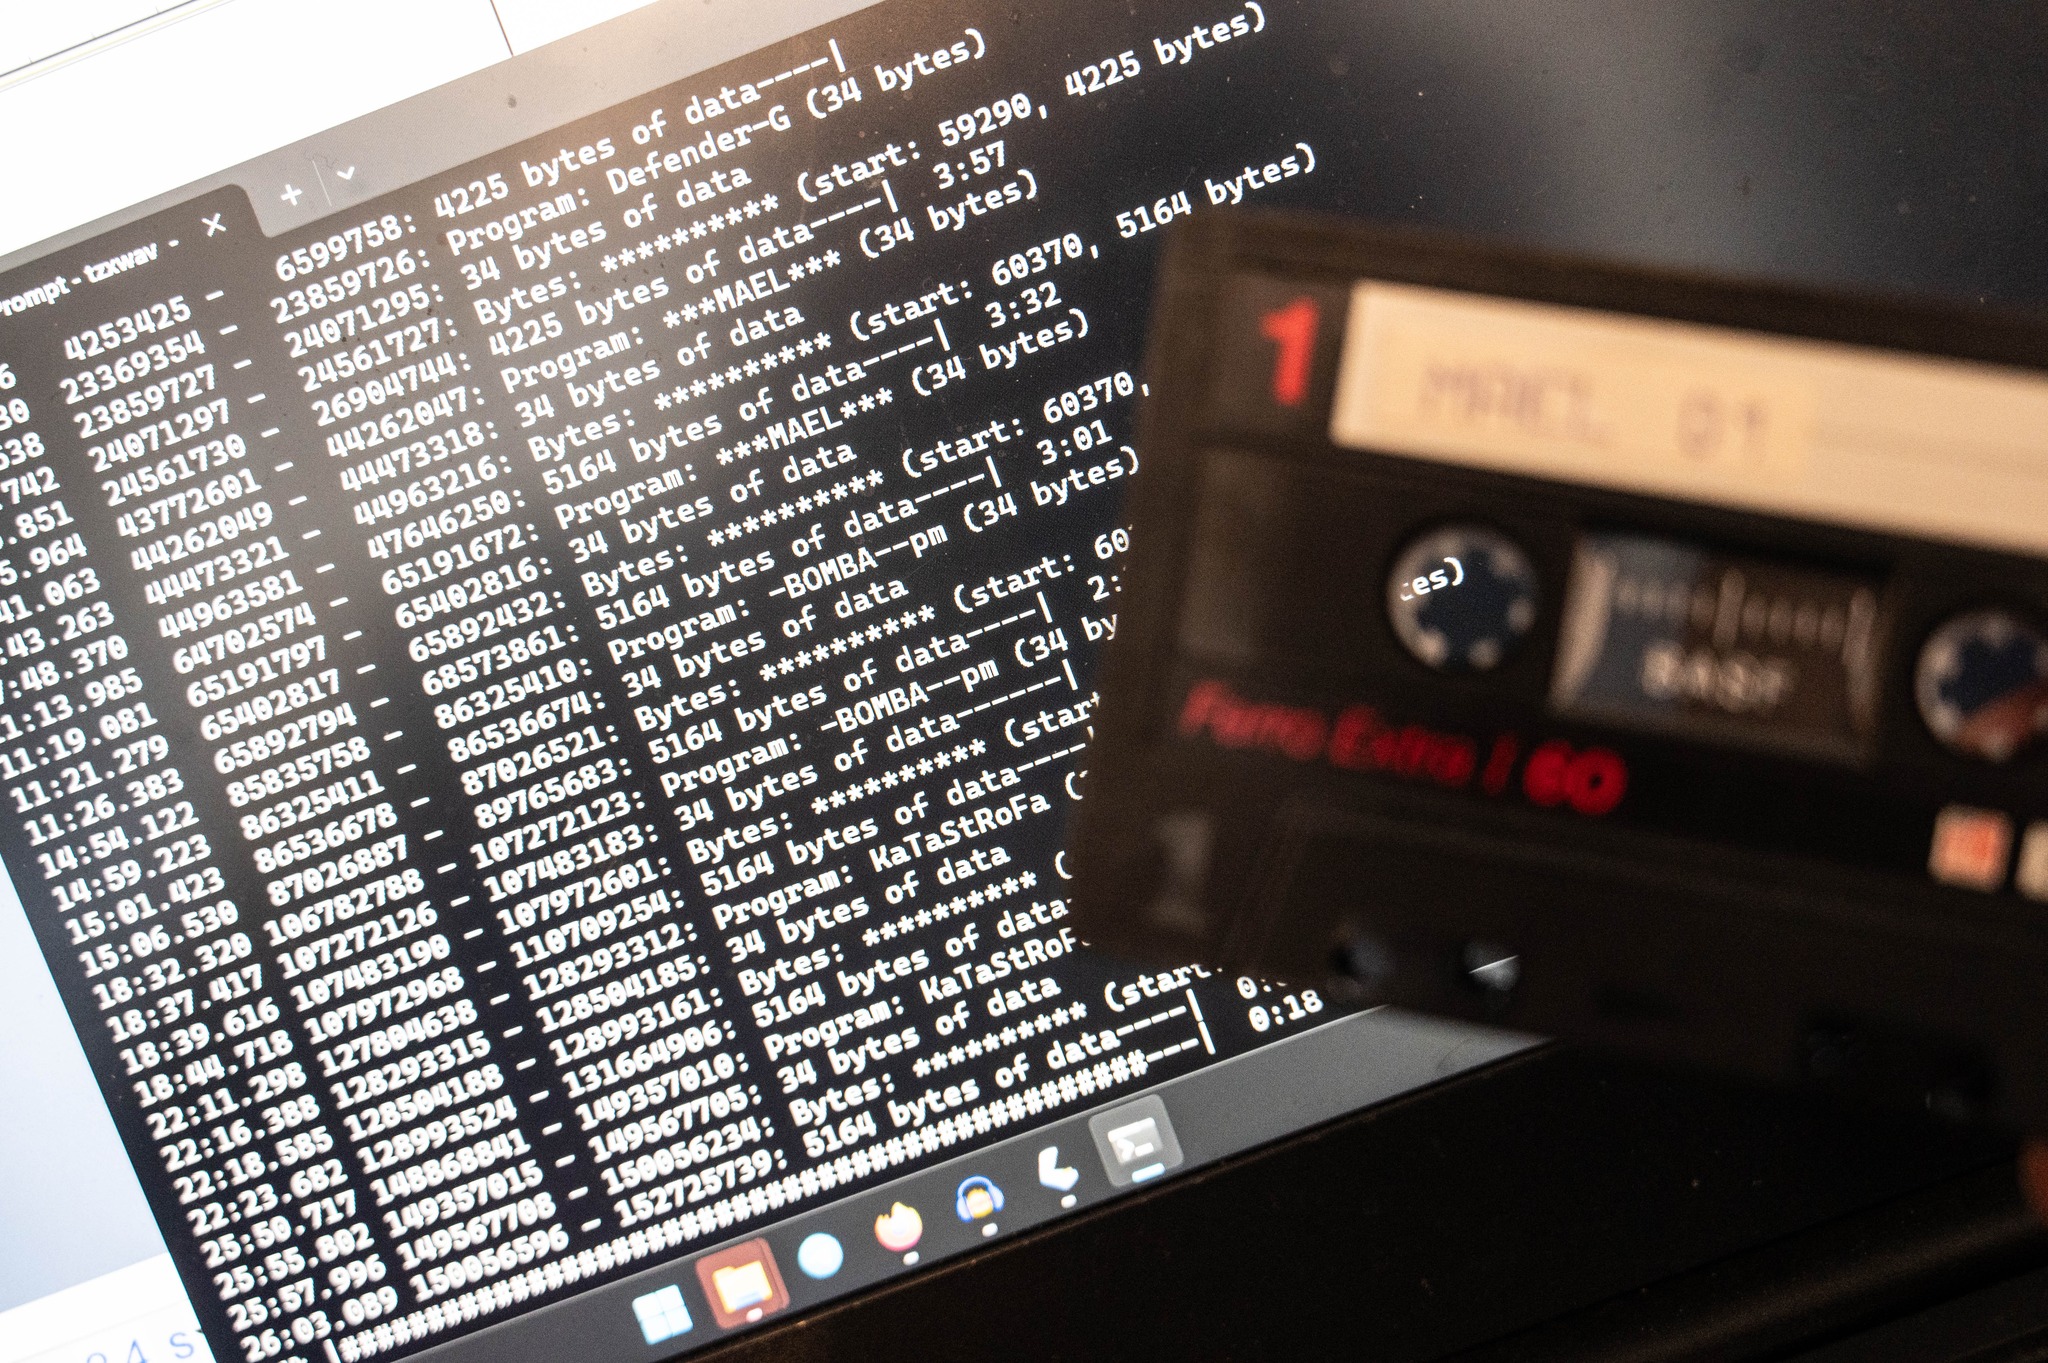 Prompt - tzxwav -
4253425 - 6599758: 4225 bytes of data----|
23369354 - 23859726: Program: Defender-G (34 bytes)
538 23859727 - 24071295: 34 bytes of data
742 24071297 - 24561727: Bytes: ********** (start: 59290, 4225 bytes)
.851 24561730 - 26904744: 4225 bytes of data----| 3:57
5.964 43772601 - 44262047: Program: ***MAEL*** (34 bytes)
41.063 44262049 - 44473318: 34 bytes of data
:43.263 44473321 - 44963216: Bytes: ********** (start: 60370, 5164 bytes)
7:48.370 44963581 - 47646250: 5164 bytes of data----| 3:32
11:13.985 64702574 - 65191672: Program: ***MAEL*** (34 bytes)
11:19.081 65191797 - 65402816: 34 bytes of data
11:21.279 65402817 - 65892432: Bytes: ********** (start: 60370,
11:26.383 65892794 - 68573861: 5164 bytes of data----| 3:01
14:54.122 85835758 - 86325410: Program: -BOMBA--pm (34 bytes)
14:59.223 86325411 - 86536674: 34 bytes of data
15:01.423 86536678 - 87026521: Bytes: ********** (start: 60 es)
15:06.530 87026887 - 89765683: 5164 bytes of data----| 2:
18:32.320 106782788 - 107272123: Program: -BOMBA--pm (34 by
18:37.417 107272126 - 107483183: 34 bytes of data------|
18:39.616 107483190 - 107972601: Bytes: ********** (start
18:44.718 107972968 - 110709254: 5164 bytes of data----
22:11.298 127804638 - 128293312: Program: KaTaStRoFa (
22:16.388 128293315 - 128504185: 34 bytes of data
22:18.585 128504188 - 128993161: Bytes: ********** (
22:23.682 128993524 - 131664906: 5164 bytes of data
25:50.717 148868841 - 149357010: Program: KaTaStRoF
25:55.802 149357015 - 149567705: 34 bytes of data
25:57.996 149567708 - 150056234: Bytes: ********** (start:
26:03.089 150056596 - 152725739: 5164 bytes of data----| 0:
0:18
1
MAEL 01
BASF
Ferro Extra I 60
1